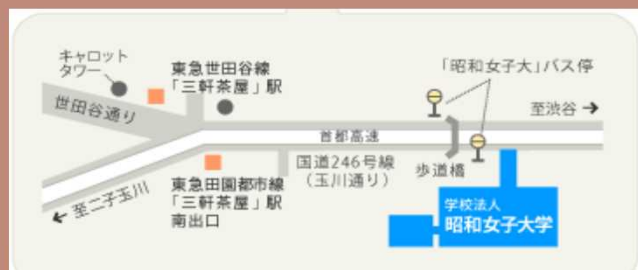 キャロット
タワー
東急世田谷線
「三軒茶屋」駅
「昭和女子大」バス停
世田谷通り
至渋谷→
首都高速
国道246号線
（玉川通り）
歩道橋
東急田園都市線
「三軒茶屋」駅
南出口
←至二子玉川
学校法人
昭和女子大学